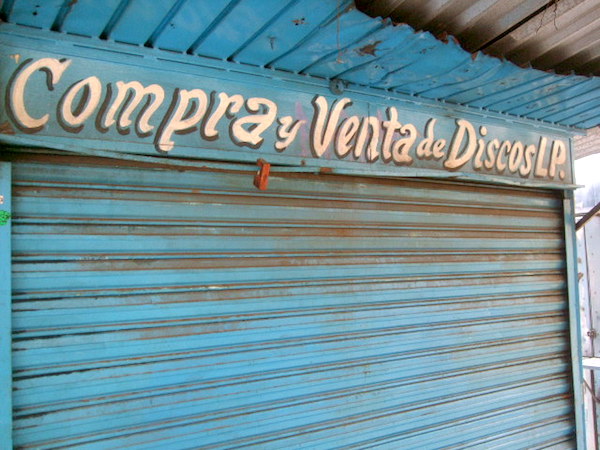 Compra y Venta de Discos LP.